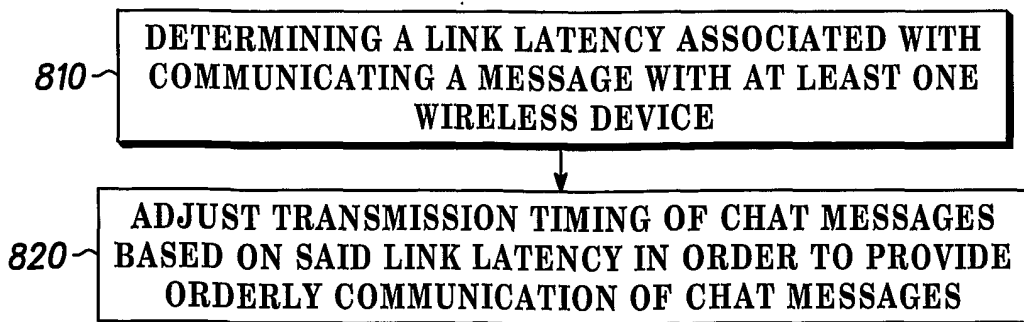 DETERMINING A LINK LATENCY ASSOCIATED WITH
810 COMMUNICATING A MESSAGE WITH AT LEAST ONE
WIRELESS DEVICE
ADJUST TRANSMISSION TIMING OF CHAT MESSAGES
820 BASED ON SAID LINK LATENCY IN ORDER TO PROVIDE
ORDERLY COMMUNICATION OF CHAT MESSAGES